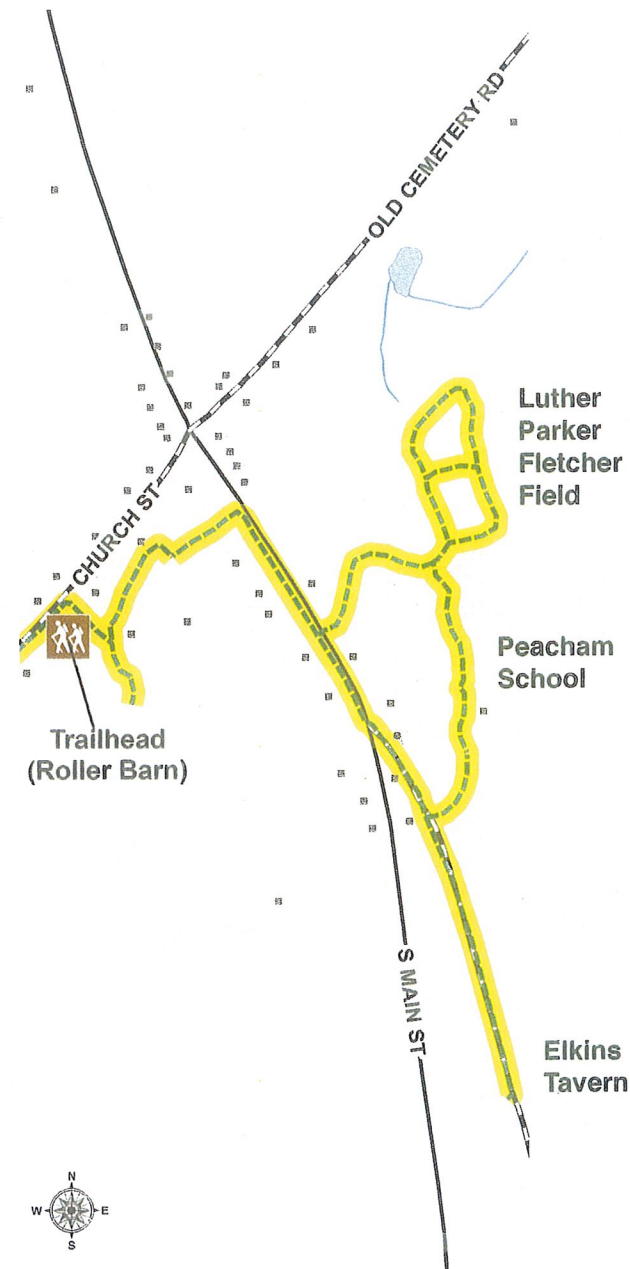 OLD CEMETERY RD
Luther
Parker
Fletcher
Field
CHURCH ST
Peacham
School
Trailhead
(Roller Barn)
S MAIN ST
Elkins
Tavern
N
W
E
S